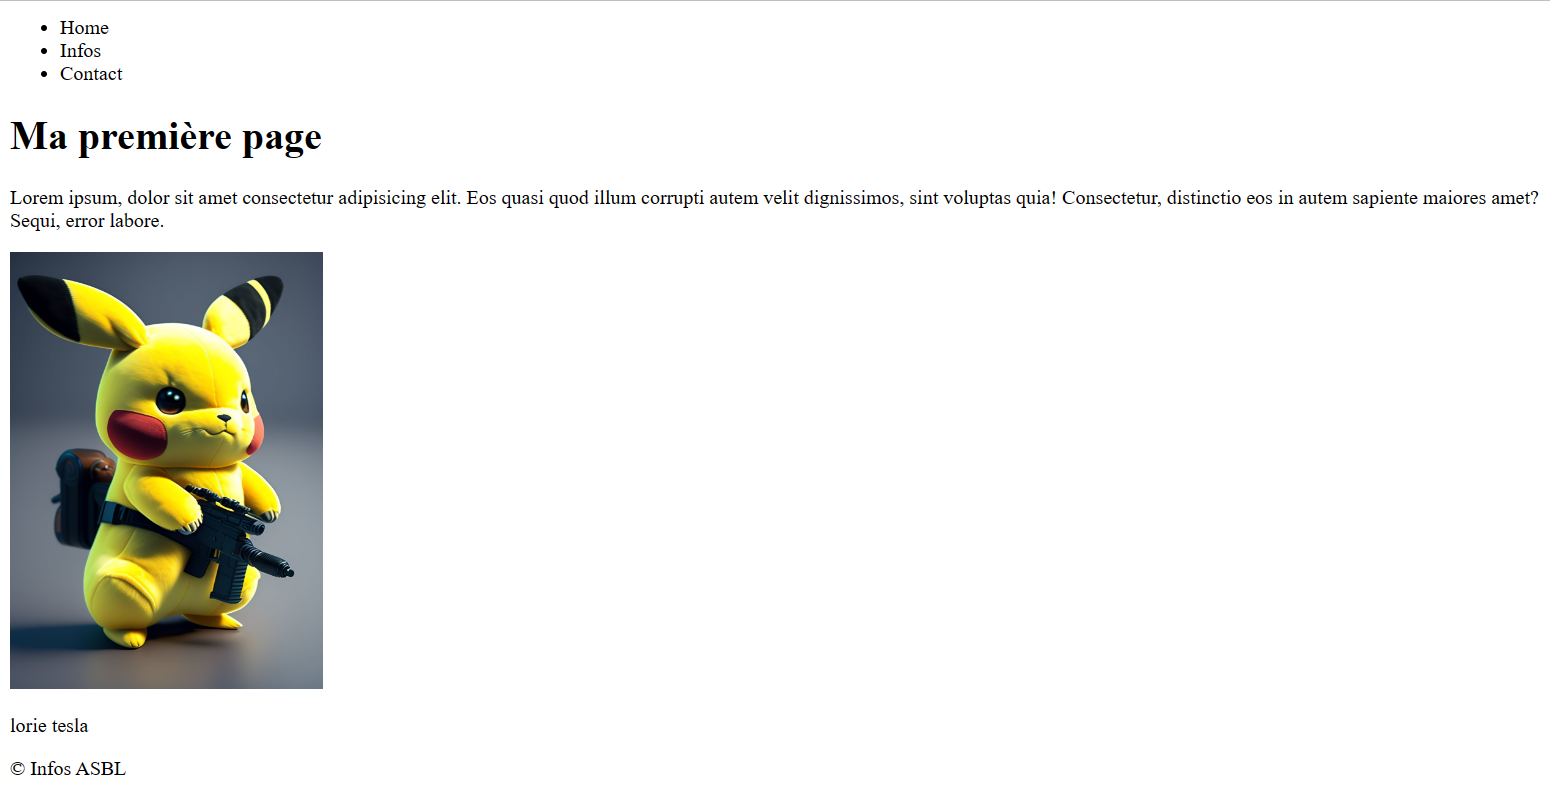 Home
Infos
Contact
Ma première page
Lorem ipsum, dolor sit amet consectetur adipisicing elit. Eos quasi quod illum corrupti autem velit dignissimos, sint voluptas quia! Consectetur, distinctio eos in autem sapiente maiores amet?
Sequi, error labore.
lorie tesla
© Infos ASBL